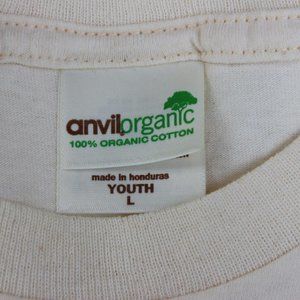 anvilorganic
100% ORGANIC COTTON
made in honduras
YOUTH
L